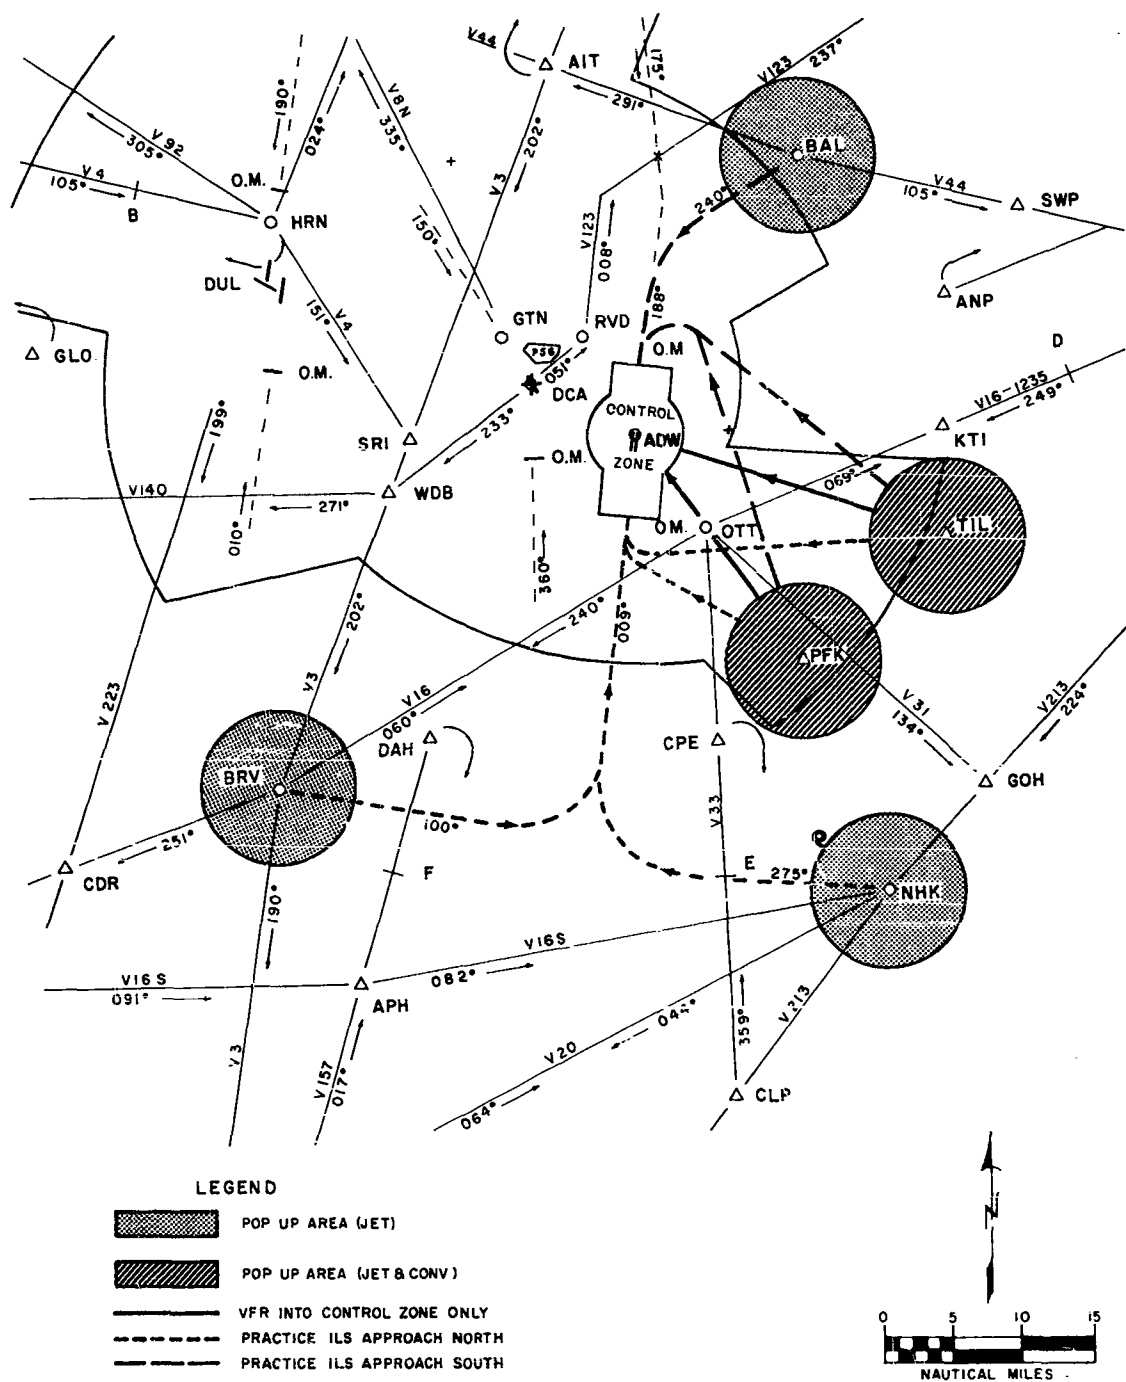 V44
AIT
291°
175°
V123
237°
V92
305°
190°
024°
V8N
335°
202°
V3
BAL
V4
105°
B
O.M.
HRN
240°
V44
105°
SWP
DUL
150°
V123
008°
188°
ANP
151°
V4
GTN
RVD
P56
051°
O.M
D
GLO
O.M.
DCA
CONTROL
ZONE
ADW
V16-1235
249°
KTI
199°
SRI
233°
O.M.
069°
V140
WDB
271°
010°
O.M.
OTT
TIL
360°
240°
009°
202°
V3
PFK
V223
V16
060°
V31
134°
V213
224°
DAH
CPE
BRV
GOH
100°
V33
251°
CDR
F
E
275°
NHK
190°
V16S
V16S
091°
082°
APH
359°
V213
044°
V20
064°
V3
V157
017°
CLP
LEGEND
POP UP AREA (JET)
POP UP AREA (JET & CONV)
VFR INTO CONTROL ZONE ONLY
PRACTICE ILS APPROACH NORTH
PRACTICE ILS APPROACH SOUTH
N
0 5 10 15
NAUTICAL MILES